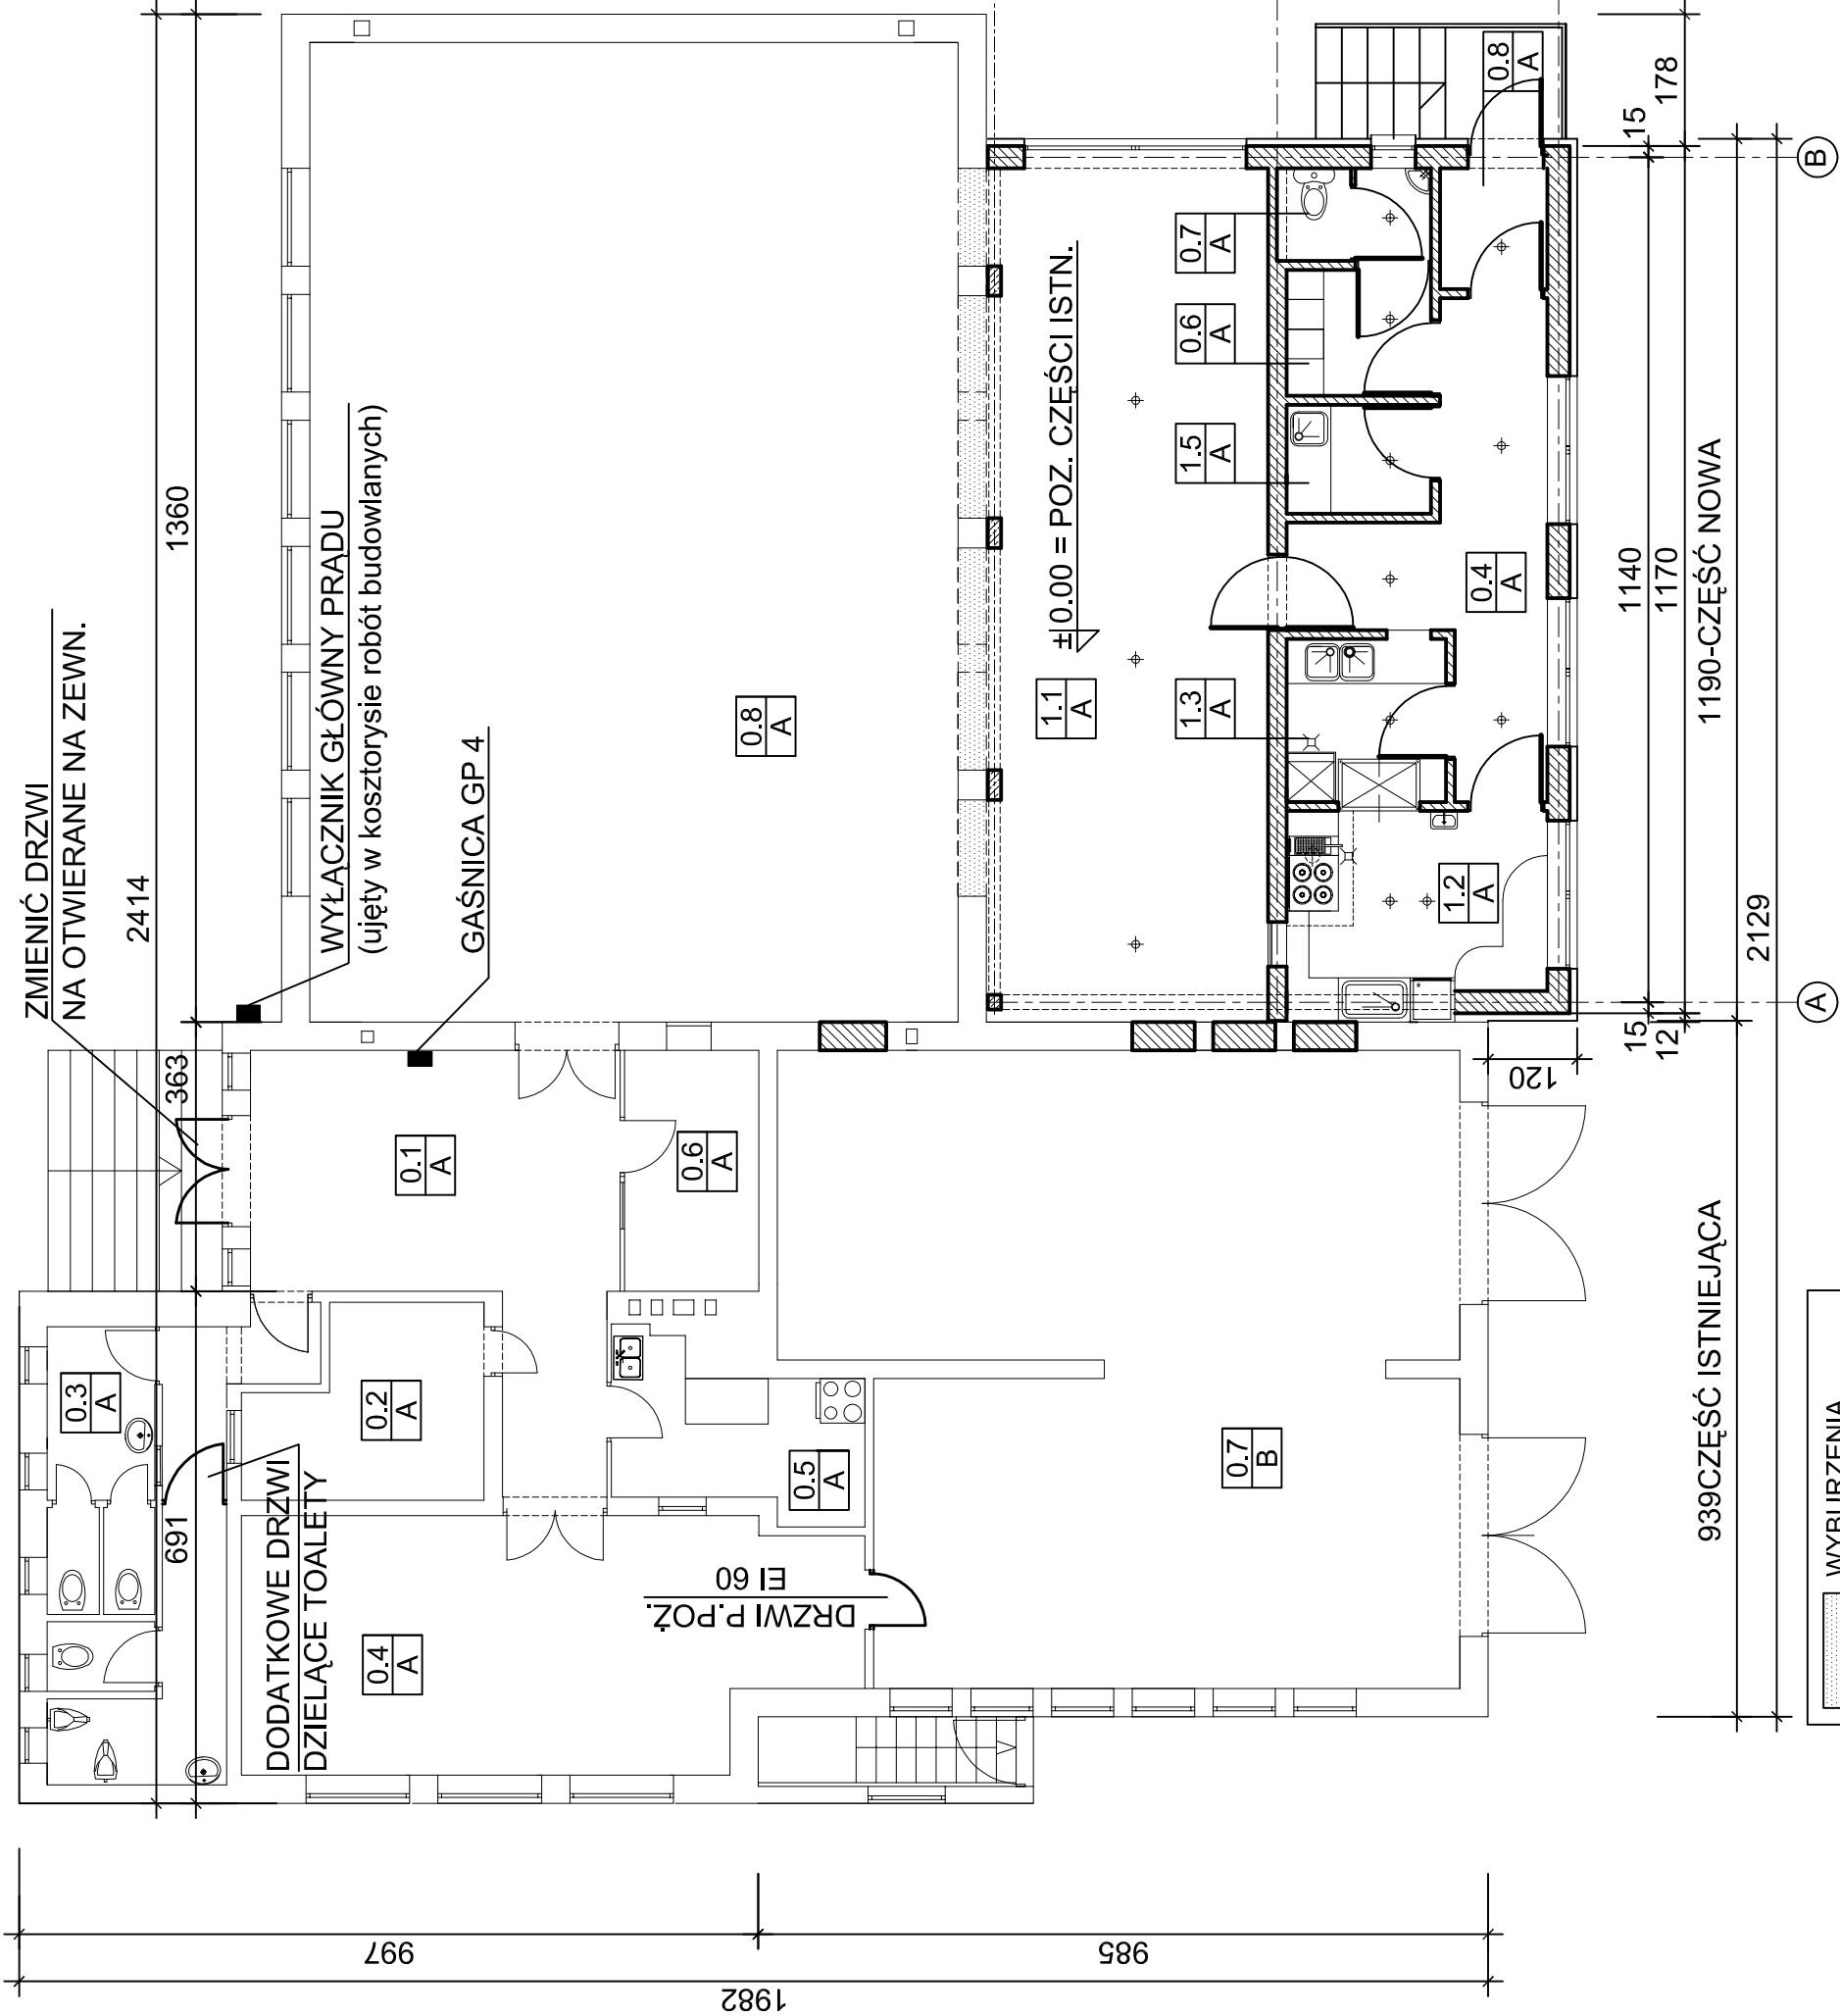 ZMIENIĆ DRZWI
NA OTWIERANE NA ZEWN.
2414
1360
363
691
WYŁĄCZNIK GŁÓWNY PRĄDU
(ujęty w kosztorysie robót budowlanych)
GAŚNICA GP 4
0.8
A
0.1
A
0.6
A
0.3
A
0.2
A
DODATKOWE DRZWI
DZIELĄCE TOALETY
0.4
A
0.5
A
DRZWI P.POŻ.
EI 60
0.7
B
±0.00 = POZ. CZĘŚCI ISTN.
1.1
A
0.7
A
0.6
A
1.5
A
1.3
A
0.8
A
0.4
A
1.2
A
178
15
1140
1170
15
12
120
1190-CZĘŚĆ NOWA
939CZĘŚĆ ISTNIEJĄCA
2129
B
A
997
985
1982
WYBURZENIA